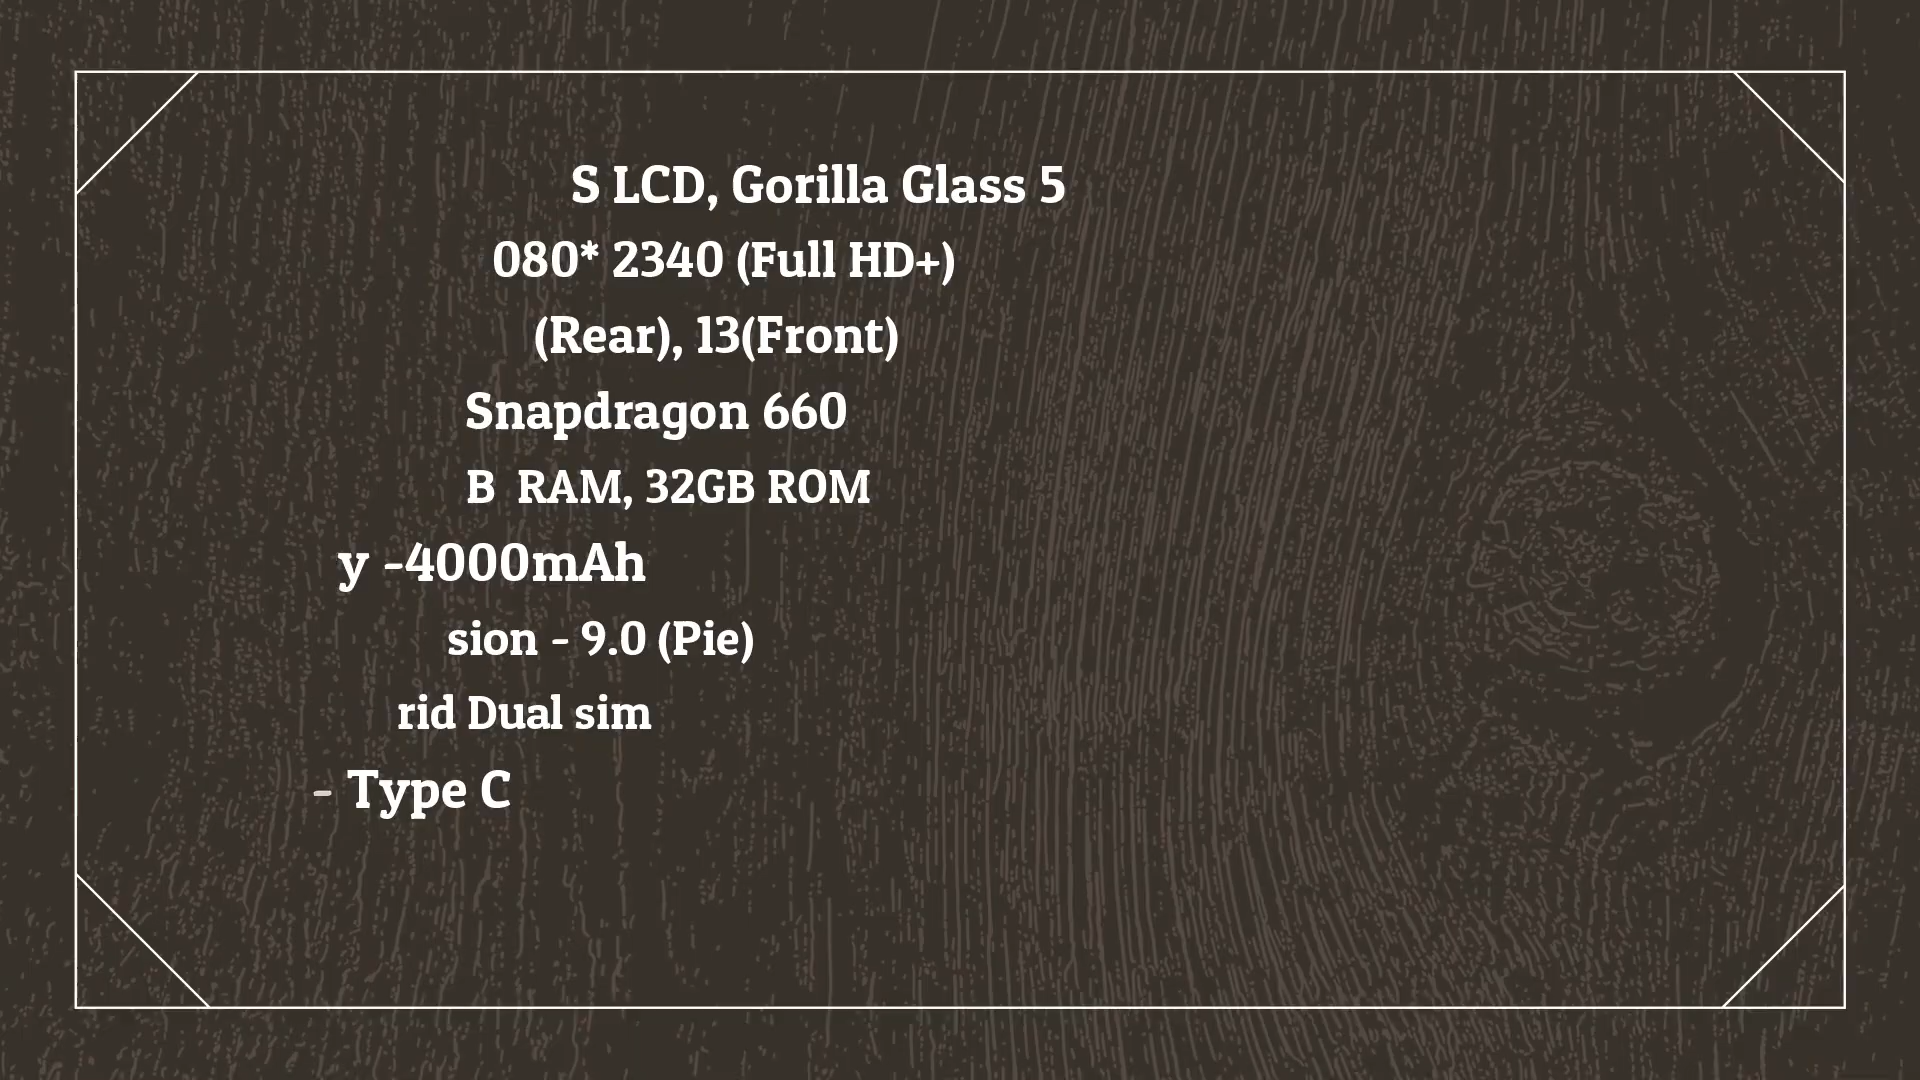 S LCD, Gorilla Glass 5
080* 2340 (Full HD+)
(Rear), 13(Front)
Snapdragon 660
B RAM, 32GB ROM
y -4000mAh
sion - 9.0 (Pie)
rid Dual sim
- Type C